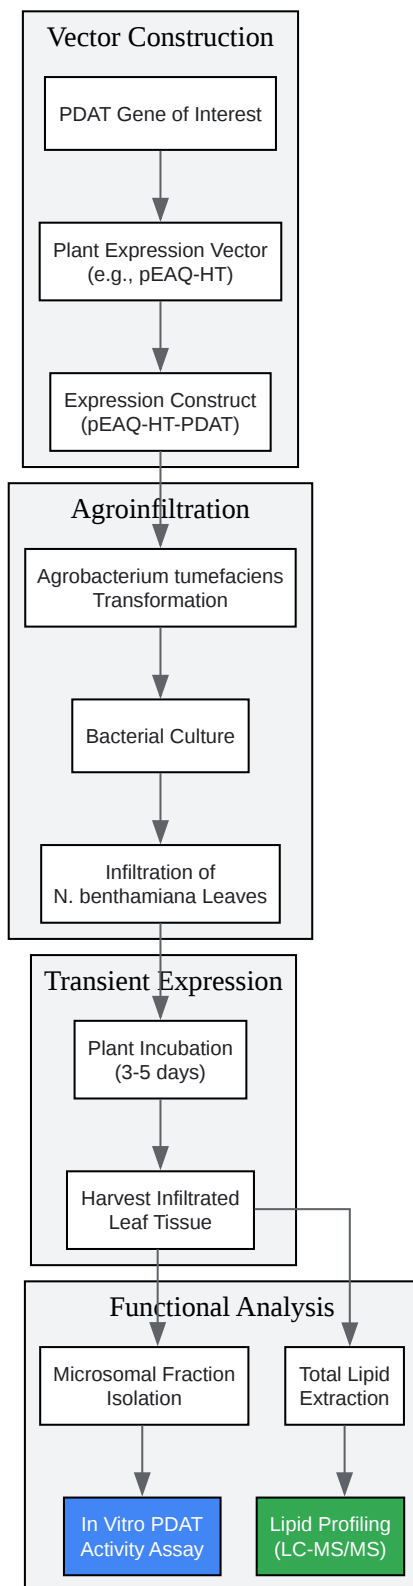 Vector Construction
PDAT Gene of Interest
Plant Expression Vector
(e.g., pEAQ-HT)
Expression Construct
(pEAQ-HT-PDAT)
Agroinfiltration
Agrobacterium tumefaciens
Transformation
Bacterial Culture
Infiltration of
N. benthamiana Leaves
Transient Expression
Plant Incubation
(3-5 days)
Harvest Infiltrated
Leaf Tissue
Functional Analysis
Microsomal Fraction
Isolation
Total Lipid
Extraction
In Vitro PDAT
Activity Assay
Lipid Profiling
(LC-MS/MS)